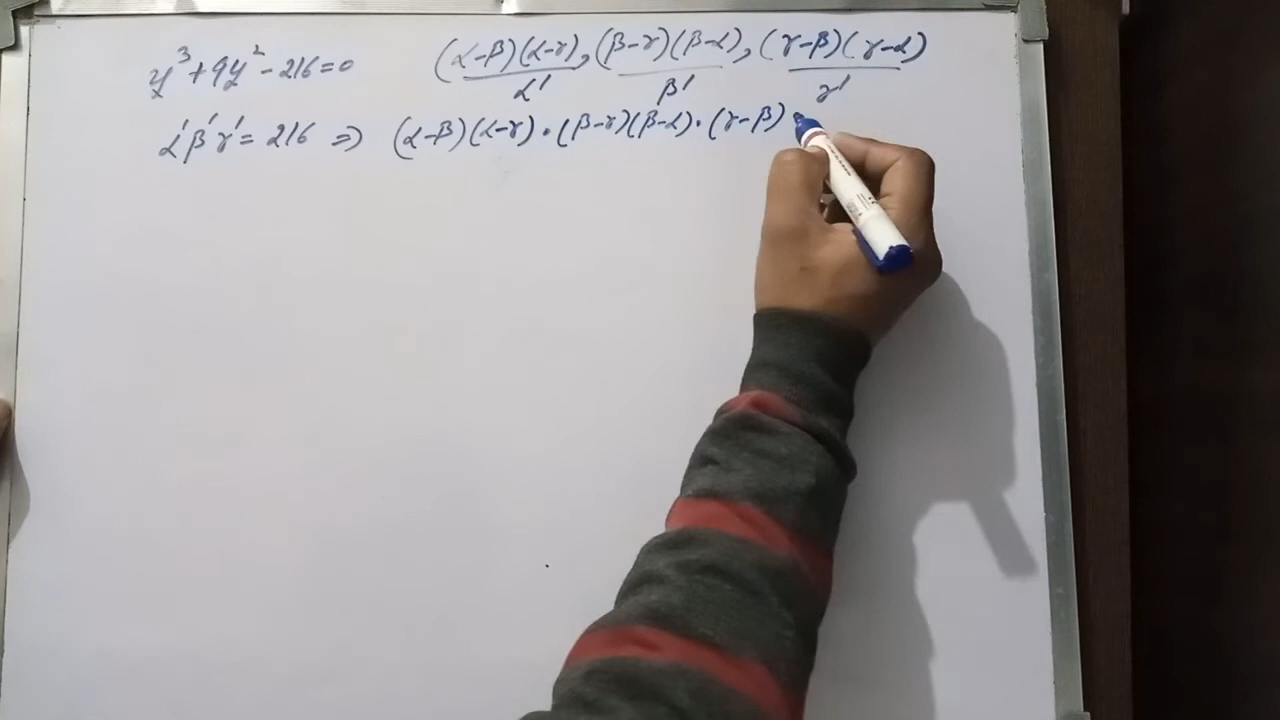 y³+9y²-216=0   (α-β)(α-γ), (β-γ)(β-α), (γ-β)(γ-α)
α′   β′   γ′
α′β′γ′ = 216 ⇒ (α-β)(α-γ)·(β-γ)(β-α)·(γ-β)